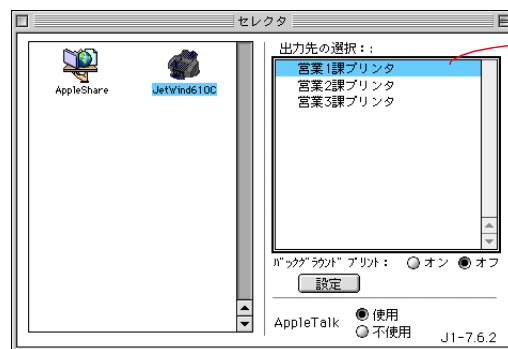 セレクタ
AppleShare
JetWind610C
出力先の選択：:
営業1課プリンタ
営業2課プリンタ
営業3課プリンタ
ﾊﾞｯｸｸﾞﾗｳﾝﾄﾞ ﾌﾟﾘﾝﾄ： オン オフ
設定
AppleTalk 使用
不使用
J1-7.6.2